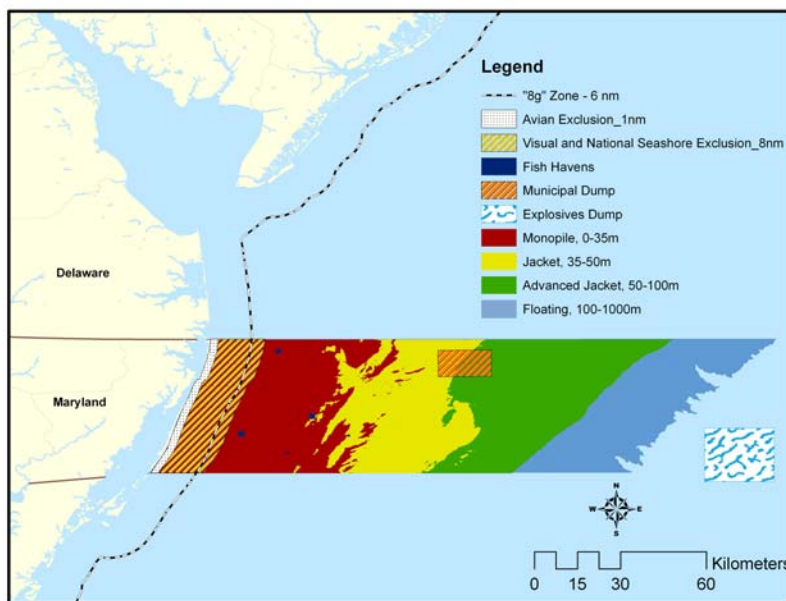 Legend
"8g" Zone - 6 nm
Avian Exclusion_1nm
Visual and National Seashore Exclusion_8nm
Fish Havens
Municipal Dump
Explosives Dump
Monopile, 0-35m
Jacket, 35-50m
Advanced Jacket, 50-100m
Floating, 100-1000m
Delaware
Maryland
N
W E
S
Kilometers
0 15 30 60